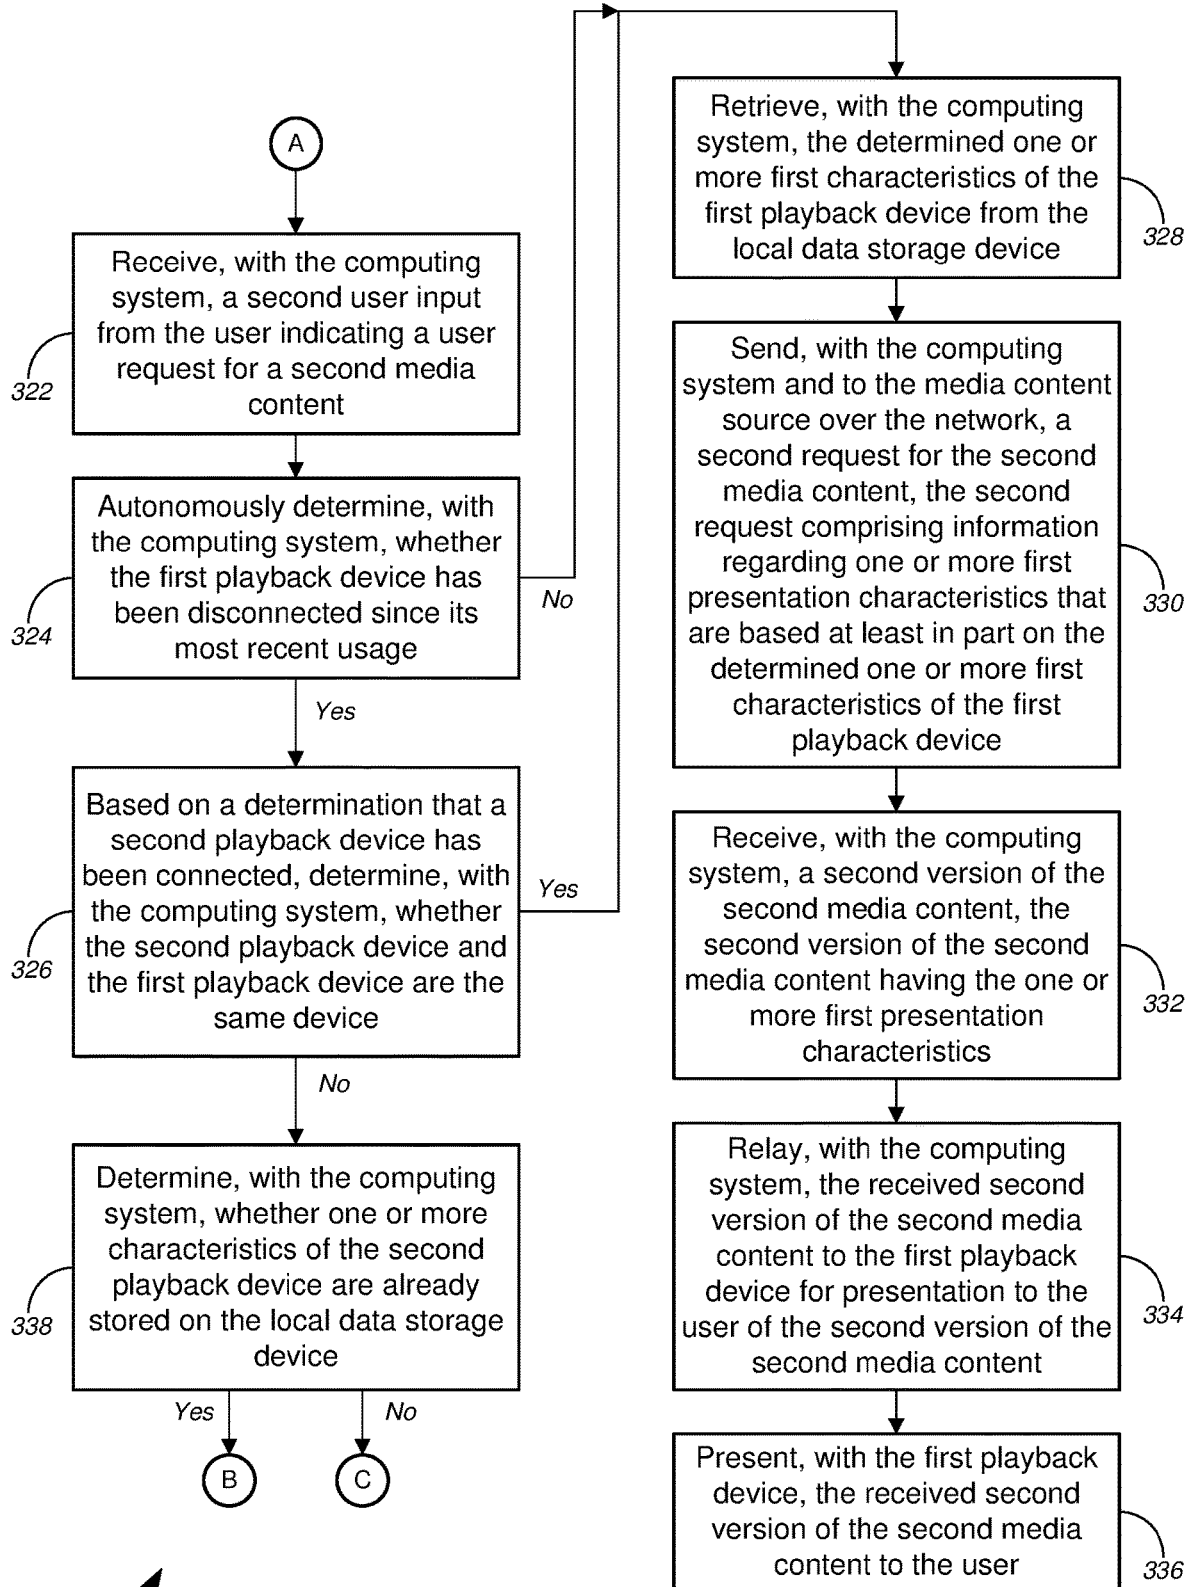 A
Receive, with the computing
system, a second user input
from the user indicating a user
request for a second media
content
322
Autonomously determine, with
the computing system, whether
the first playback device has
been disconnected since its
most recent usage
324
No
Yes
Based on a determination that a
second playback device has
been connected, determine, with
the computing system, whether
the second playback device and
the first playback device are the
same device
326
Yes
No
Determine, with the computing
system, whether one or more
characteristics of the second
playback device are already
stored on the local data storage
device
338
Yes
No
B
C
Retrieve, with the computing
system, the determined one or
more first characteristics of the
first playback device from the
local data storage device
328
Send, with the computing
system and to the media content
source over the network, a
second request for the second
media content, the second
request comprising information
regarding one or more first
presentation characteristics that
are based at least in part on the
determined one or more first
characteristics of the first
playback device
330
Receive, with the computing
system, a second version of the
second media content, the
second version of the second
media content having the one or
more first presentation
characteristics
332
Relay, with the computing
system, the received second
version of the second media
content to the first playback
device for presentation to the
user of the second version of the
second media content
334
Present, with the first playback
device, the received second
version of the second media
content to the user
336